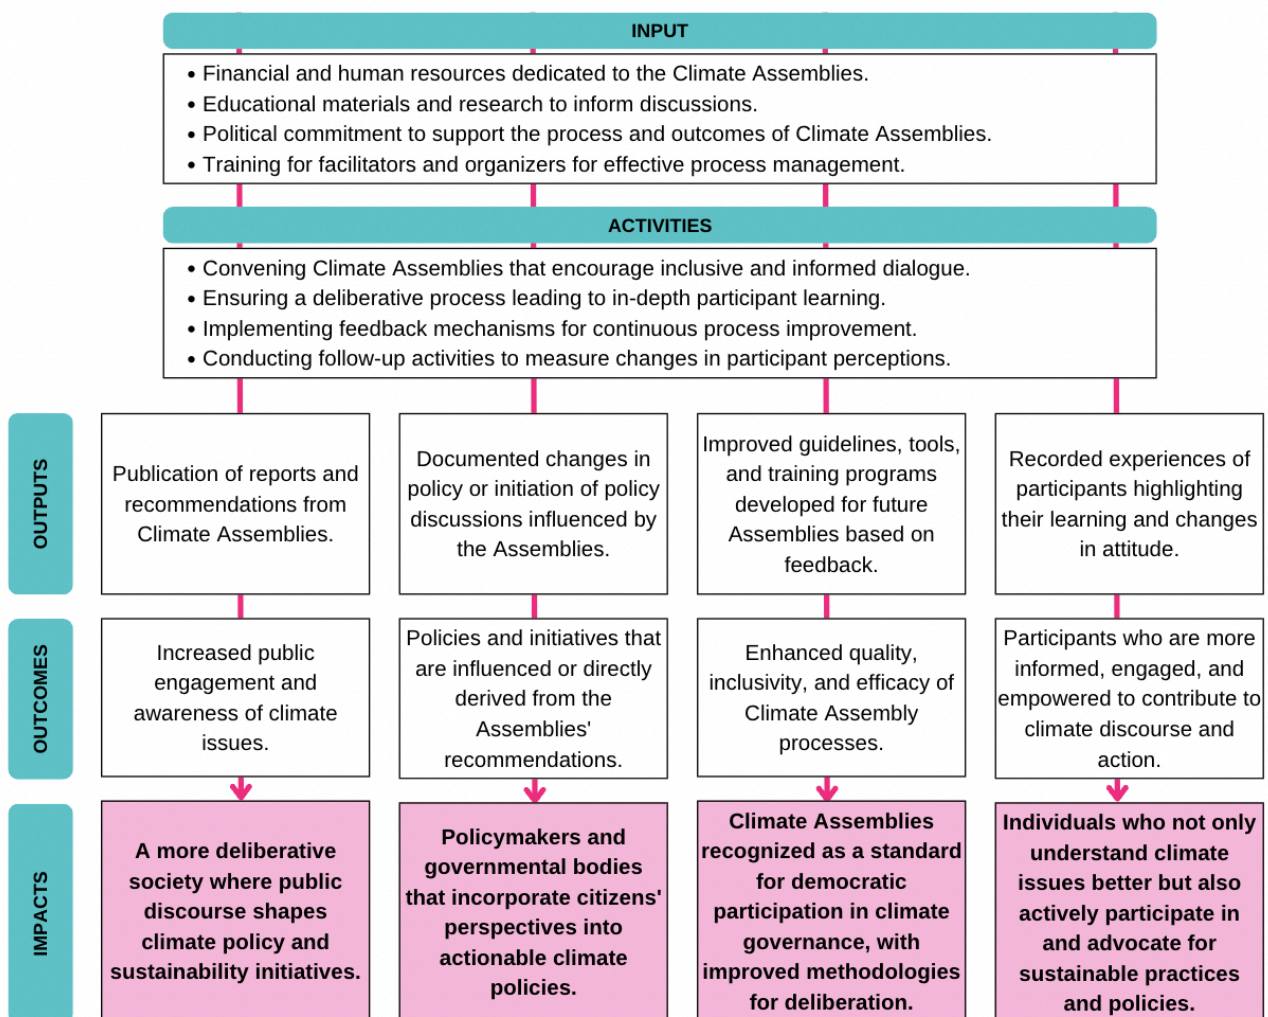 INPUT
• Financial and human resources dedicated to the Climate Assemblies.
• Educational materials and research to inform discussions.
• Political commitment to support the process and outcomes of Climate Assemblies.
• Training for facilitators and organizers for effective process management.
ACTIVITIES
• Convening Climate Assemblies that encourage inclusive and informed dialogue.
• Ensuring a deliberative process leading to in-depth participant learning.
• Implementing feedback mechanisms for continuous process improvement.
• Conducting follow-up activities to measure changes in participant perceptions.
OUTPUTS
Publication of reports and
recommendations from
Climate Assemblies.
Documented changes in
policy or initiation of policy
discussions influenced by
the Assemblies.
Improved guidelines, tools,
and training programs
developed for future
Assemblies based on
feedback.
Recorded experiences of
participants highlighting
their learning and changes
in attitude.
OUTCOMES
Increased public
engagement and
awareness of climate
issues.
Policies and initiatives that
are influenced or directly
derived from the
Assemblies'
recommendations.
Enhanced quality,
inclusivity, and efficacy of
Climate Assembly
processes.
Participants who are more
informed, engaged, and
empowered to contribute to
climate discourse and
action.
IMPACTS
A more deliberative
society where public
discourse shapes
climate policy and
sustainability initiatives.
Policymakers and
governmental bodies
that incorporate citizens'
perspectives into
actionable climate
policies.
Climate Assemblies
recognized as a standard
for democratic
participation in climate
governance, with
improved methodologies
for deliberation.
Individuals who not only
understand climate
issues better but also
actively participate in
and advocate for
sustainable practices
and policies.